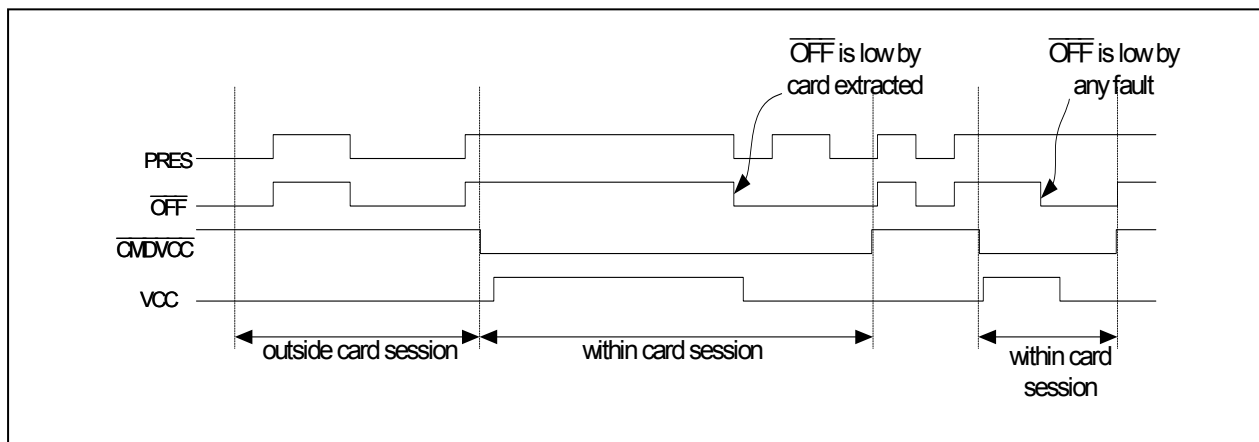 OFF is low by
card extracted
OFF is low by
any fault
PRES
OFF
CMDVCC
VCC
outside card session
within card session
within card
session